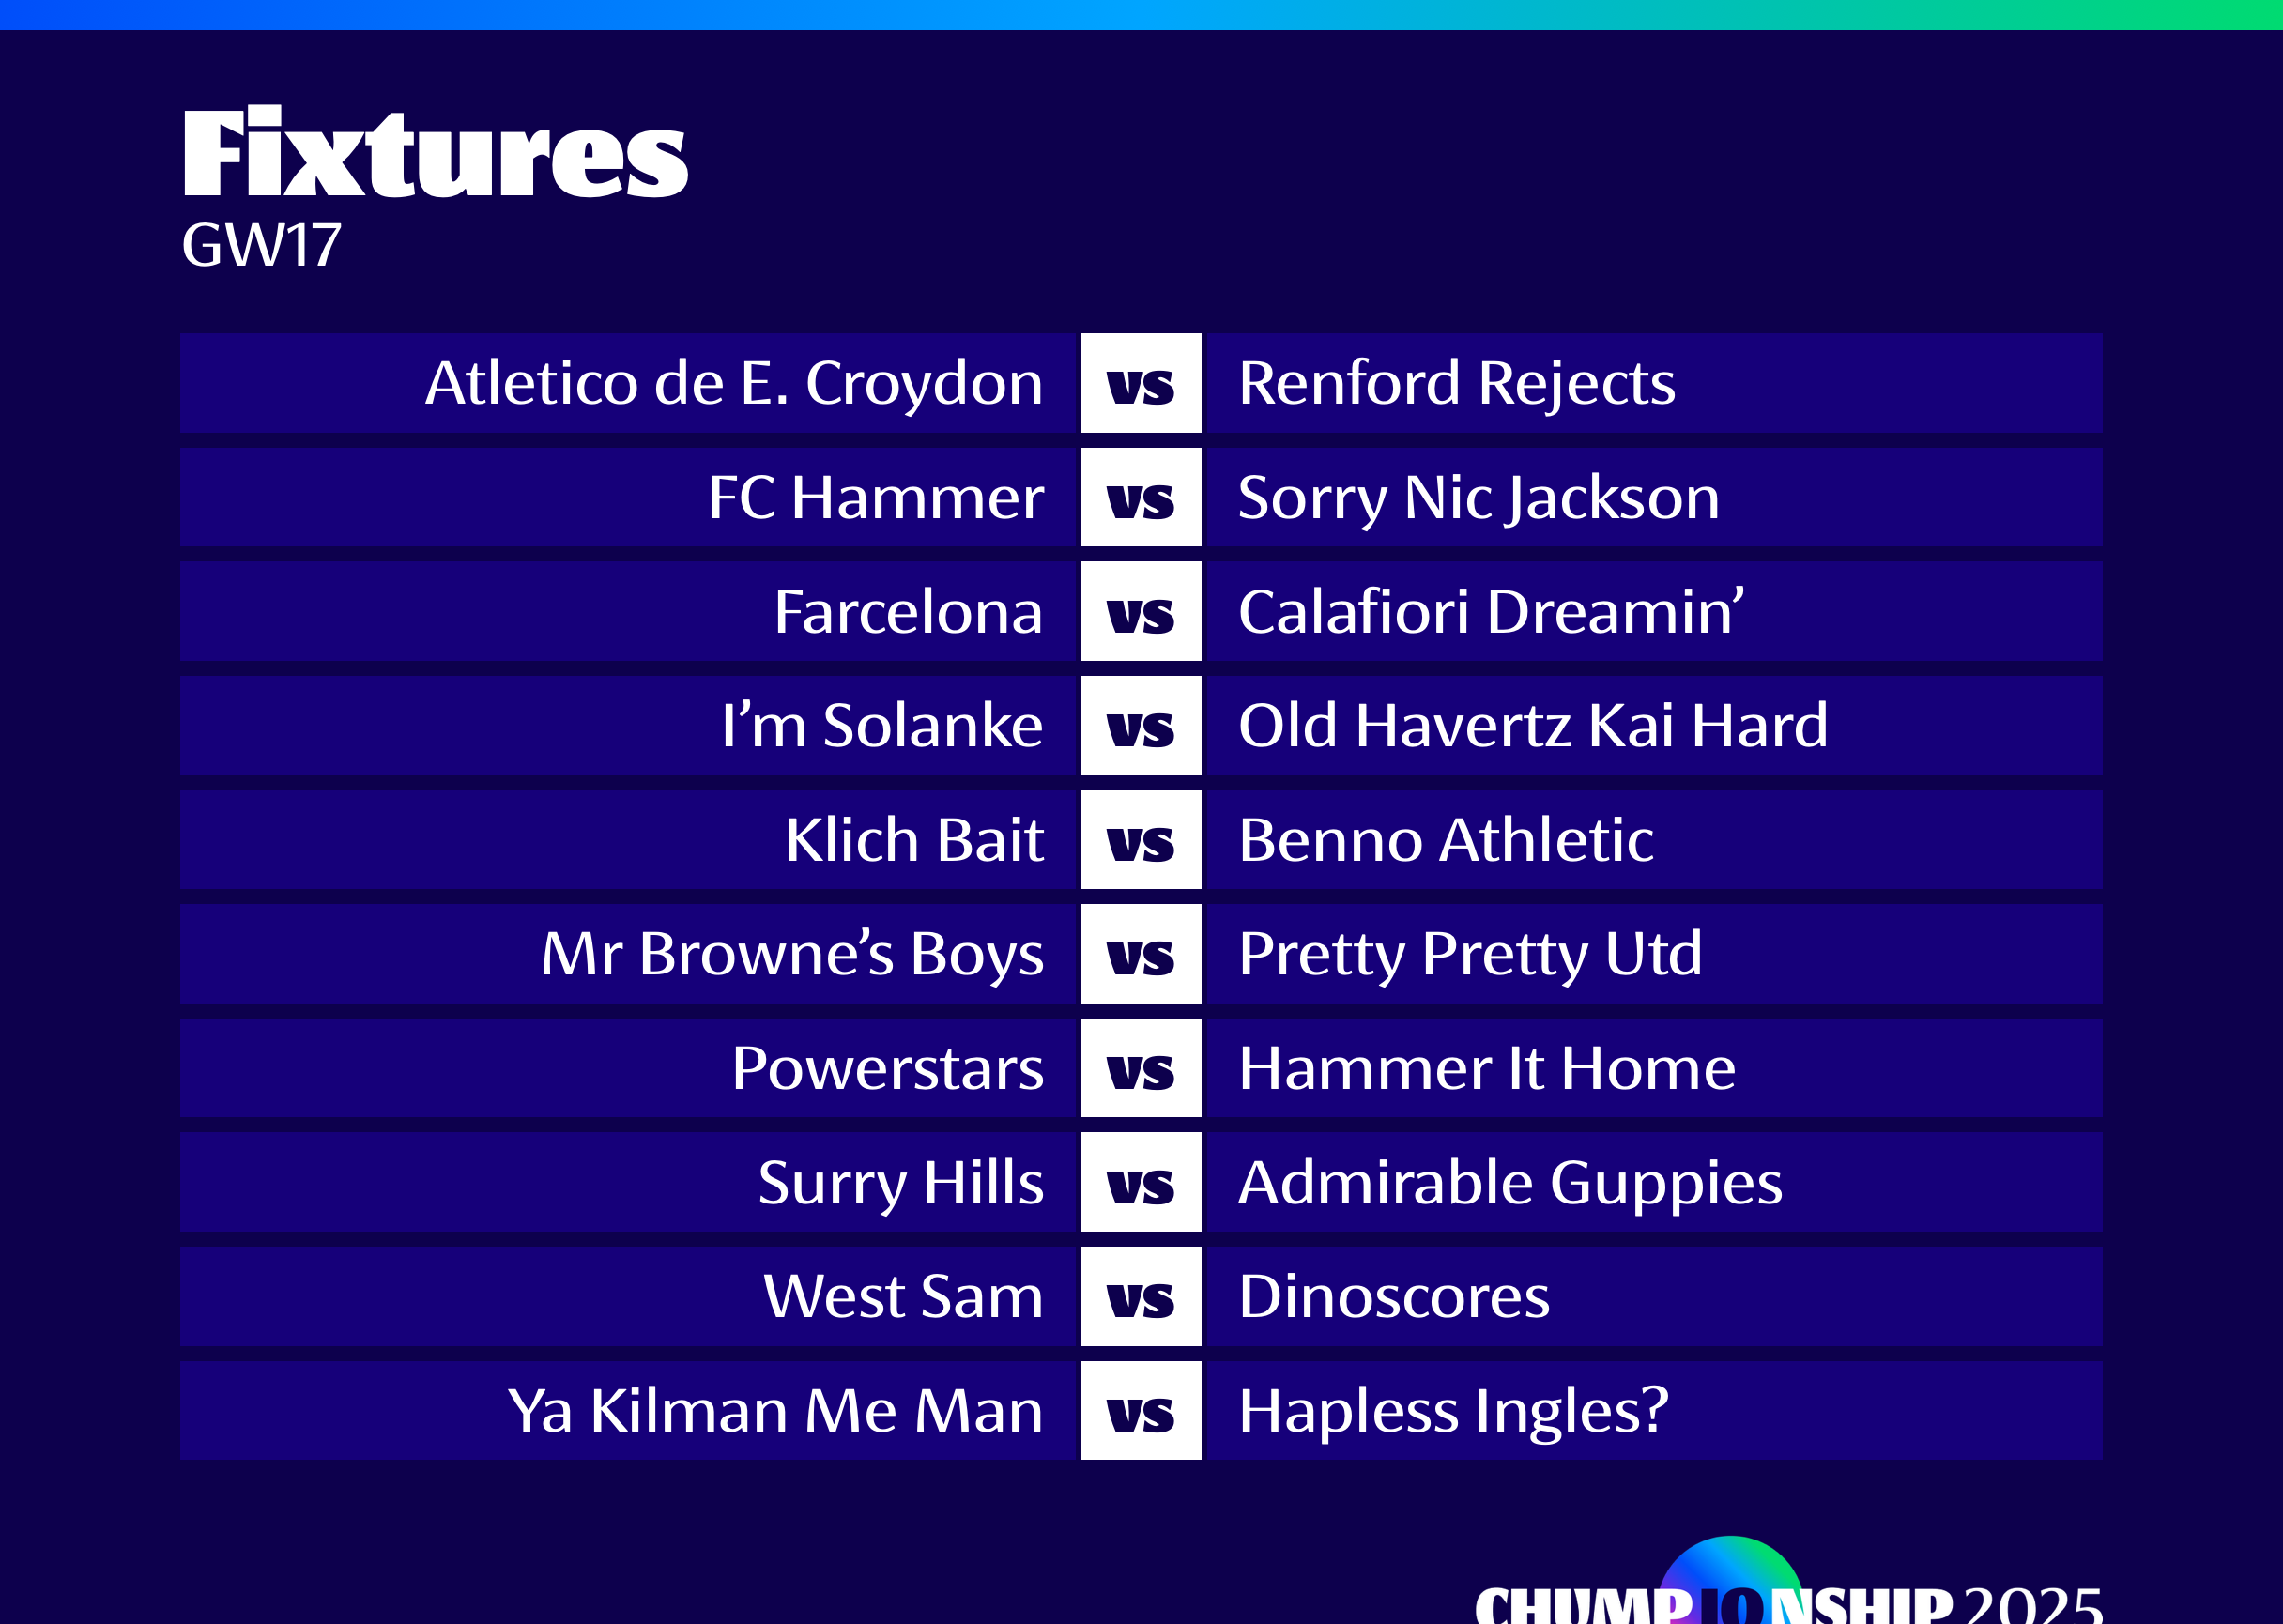 Fixtures
GW17
Atletico de E. Croydon vs Renford Rejects
FC Hammer vs Sorry Nic Jackson
Farcelona vs Calafiori Dreamin’
I’m Solanke vs Old Havertz Kai Hard
Klich Bait vs Benno Athletic
Mr Browne’s Boys vs Pretty Pretty Utd
Powerstars vs Hammer It Home
Surry Hills vs Admirable Guppies
West Sam vs Dinoscores
Ya Kilman Me Man vs Hapless Ingles?
CHUMPIONSHIP 2025